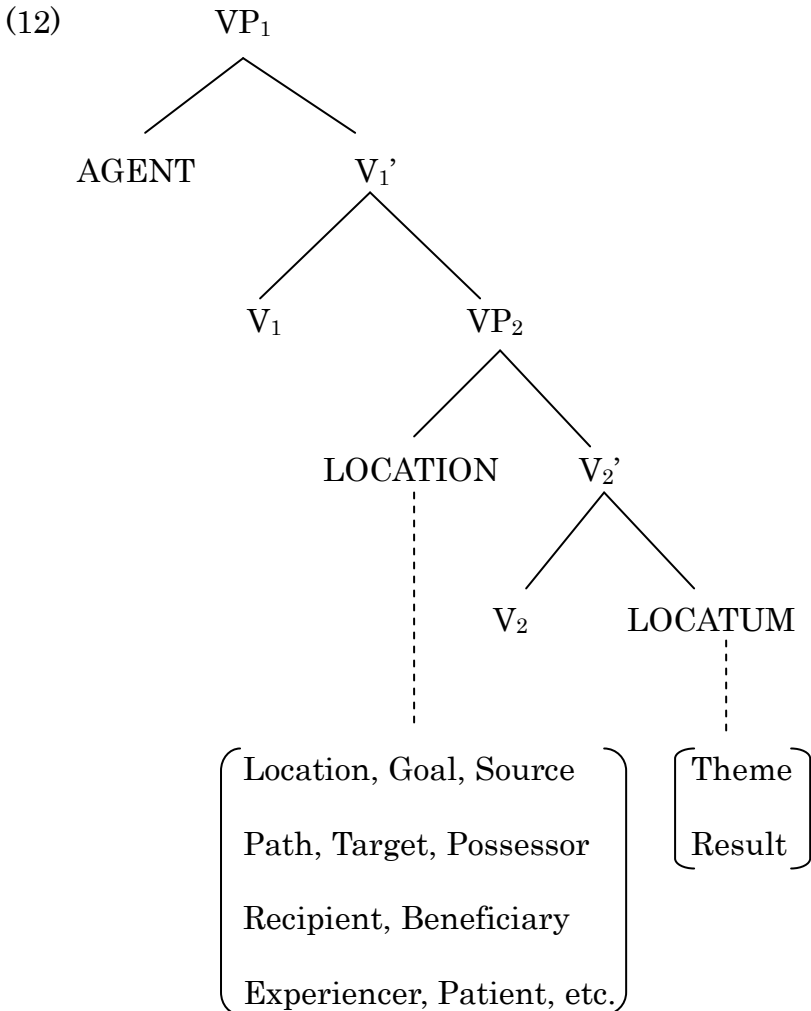 (12) VP₁
AGENT V₁’
V₁ VP₂
LOCATION V₂’
V₂ LOCATUM
Location, Goal, Source Theme
Path, Target, Possessor Result
Recipient, Beneficiary
Experiencer, Patient, etc.